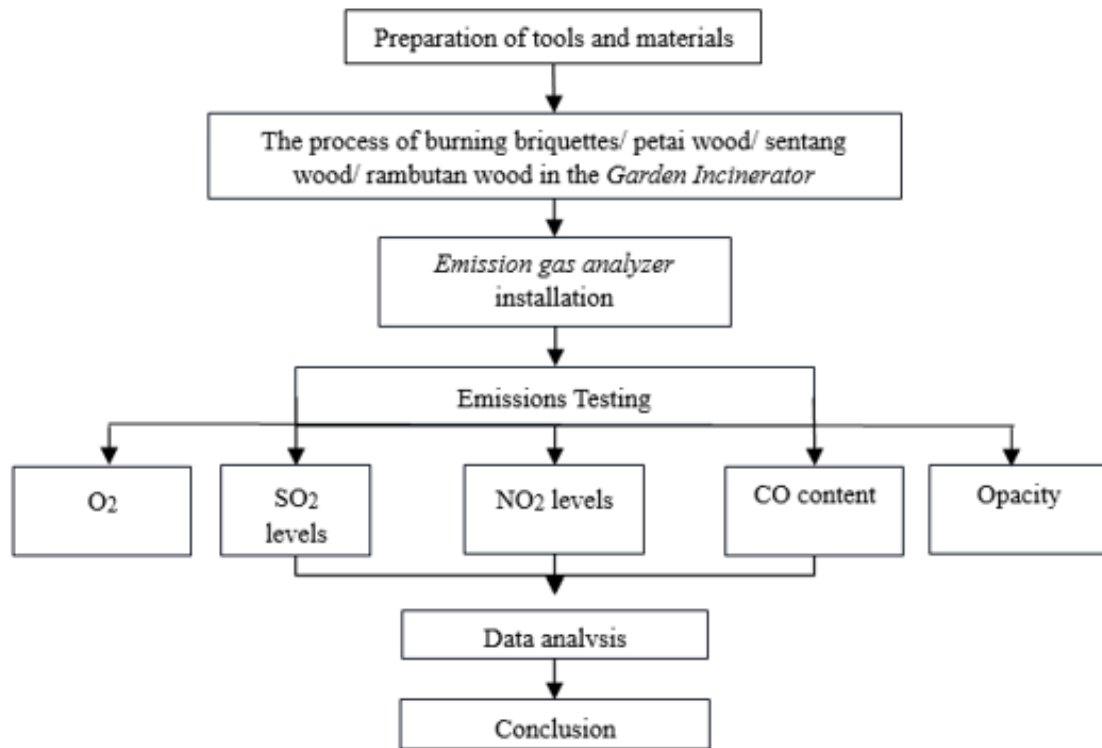 Preparation of tools and materials
The process of burning briquettes/ petai wood/ sentang
wood/ rambutan wood in the Garden Incinerator
Emission gas analyzer
installation
Emissions Testing
O2
SO2
levels
NO2 levels
CO content
Opacity
Data analysis
Conclusion